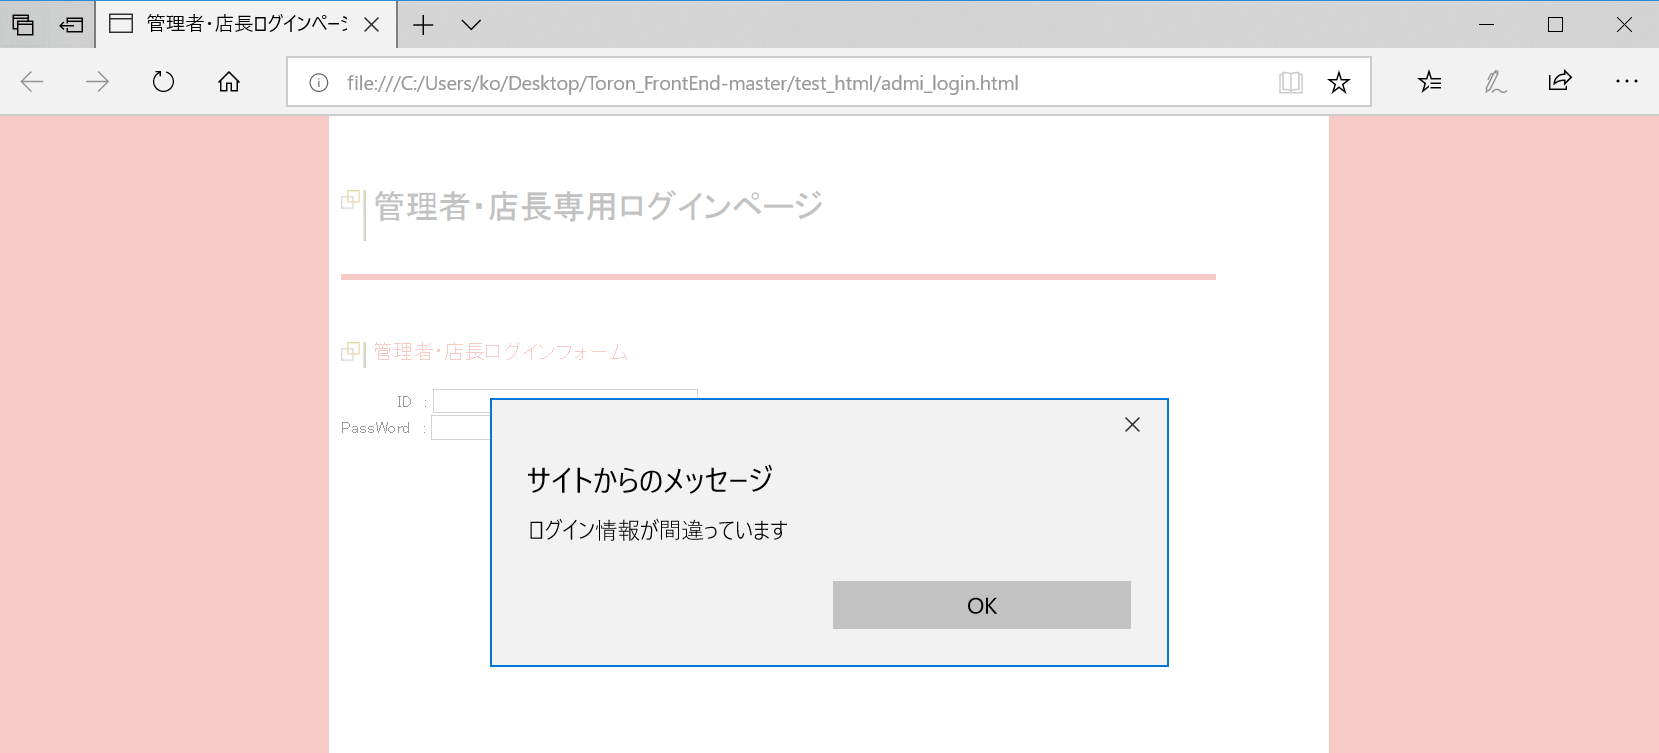 管理者・店長ログインページ
file:///C:/Users/ko/Desktop/Toron_FrontEnd-master/test_html/admi_login.html
管理者・店長専用ログインページ
管理者・店長ログインフォーム
ID :
PassWord :
サイトからのメッセージ
ログイン情報が間違っています
OK